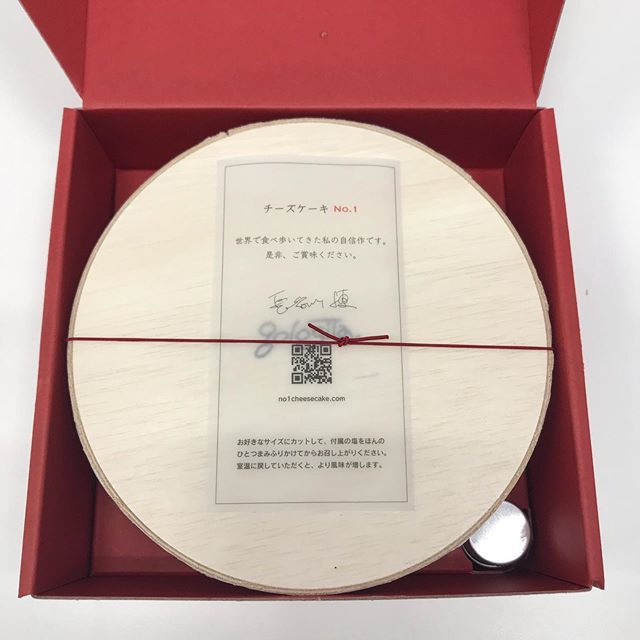 チーズケーキ No.1
世界で食べ歩いてきた私の自信作です。
是非、ご賞味ください。
no1cheesecake.com
お好きなサイズにカットして、付属の塩をほんの
ひとつまみふりかけてからお召し上がりください。
室温に戻していただくと、より風味が増します。